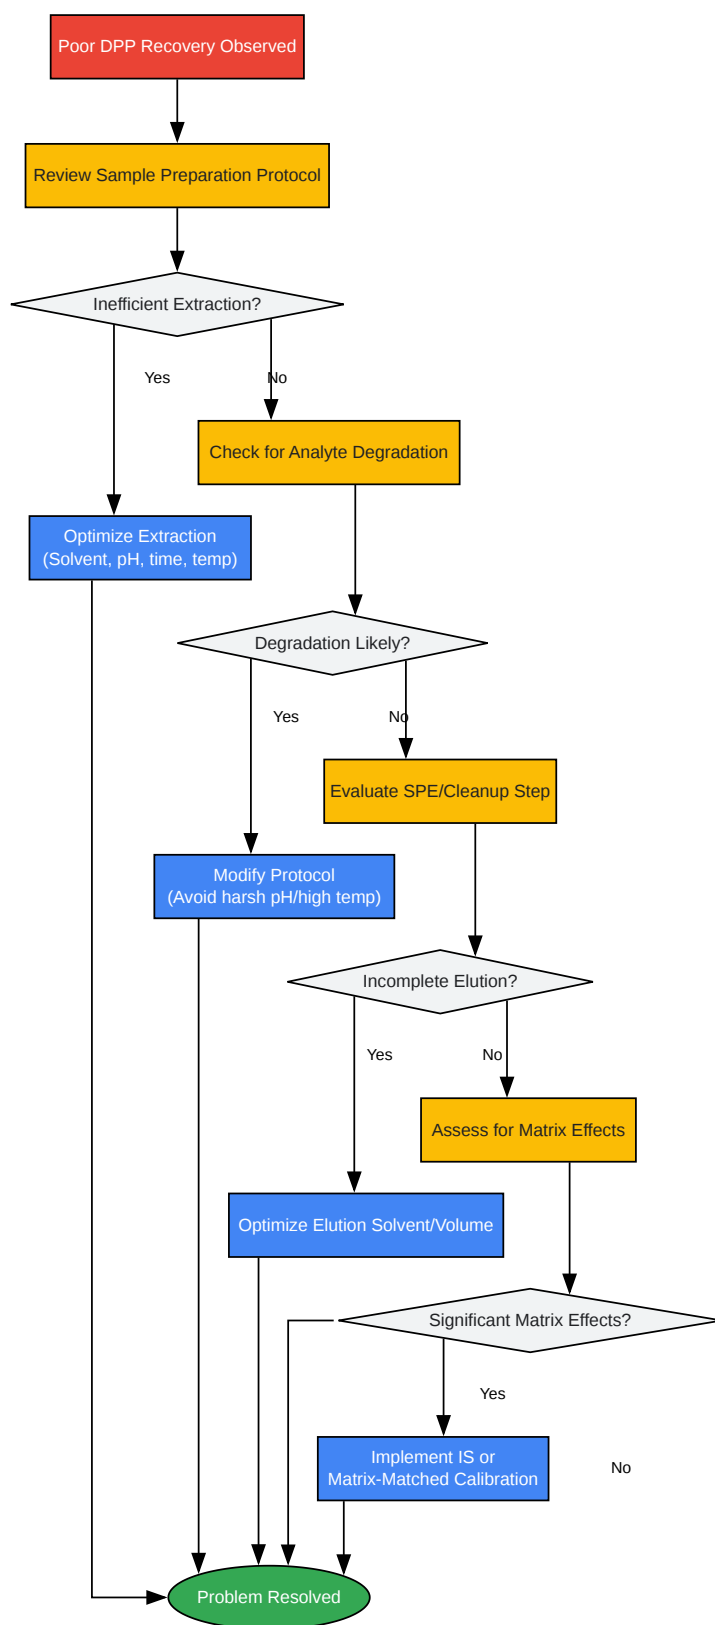 Poor DPP Recovery Observed
Review Sample Preparation Protocol
Inefficient Extraction?
Yes
No
Check for Analyte Degradation
Optimize Extraction
(Solvent, pH, time, temp)
Degradation Likely?
Yes
No
Evaluate SPE/Cleanup Step
Modify Protocol
(Avoid harsh pH/high temp)
Incomplete Elution?
Yes
No
Assess for Matrix Effects
Optimize Elution Solvent/Volume
Significant Matrix Effects?
Yes
Implement IS or
Matrix-Matched Calibration
No
Problem Resolved